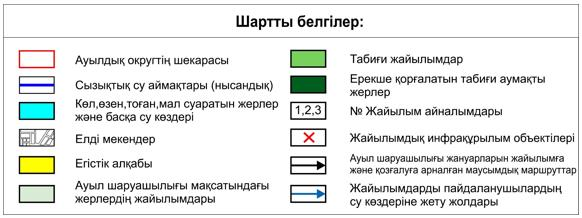 Шартты белгілер:
Ауылдық округтің шекарасы
Сызықтық су аймақтары (нысандық)
Көл,өзен,тоған,мал суаратын жерлер
және басқа су көздері
Елді мекендер
Егістік алқабы
Ауыл шаруашылығы мақсатындағы
жерлердің жайылымдары
Табиғи жайылымдар
Ерекше қорғалатын табиғи аумақты
жерлер
1,2,3 № Жайылым айналымдары
Жайылымдық инфрақұрылым объектілері
Ауыл шаруашылығы жануарларын жайылымға
және қозғалуға арналған маусымдық маршруттар
Жайылымдарды пайдаланушылардың
су көздеріне жету жолдары